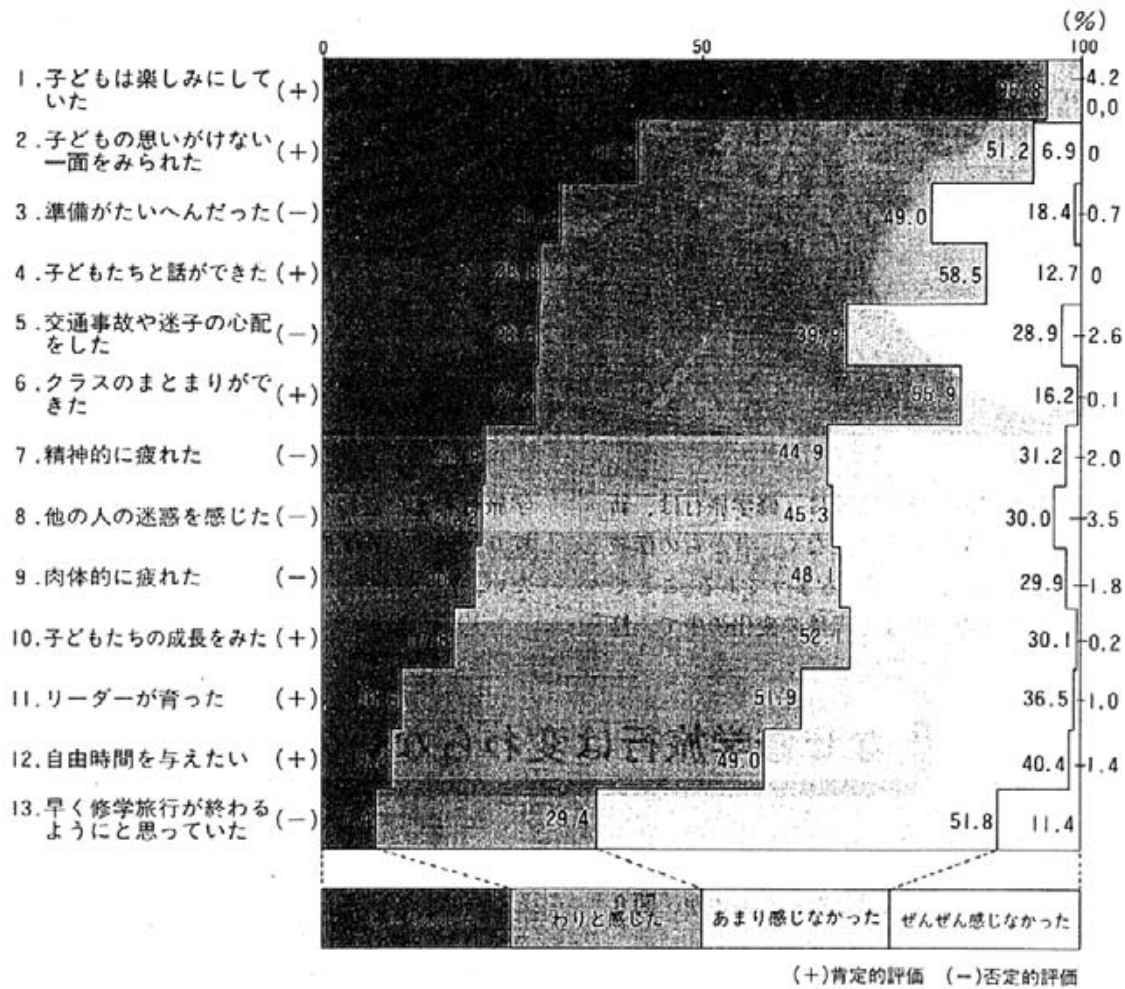 (%)
0 50 100
1.子どもは楽しみにして
いた (+) 95.8 4.2
0,0
2.子どもの思いがけない
一面をみられた (+) 51.2 6.9 0
3.準備がたいへんだった(−) 49.0 18.4 0.7
4.子どもたちと話ができた(+) 58.5 12.7 0
5.交通事故や迷子の心配
をした (−) 39.9 28.9 2.6
6.クラスのまとまりがで
きた (+) 55.9 16.2 0.1
7.精神的に疲れた (−) 44.9 31.2 2.0
8.他の人の迷惑を感じた(−) 45.3 30.0 3.5
9.肉体的に疲れた (−) 48.1 29.9 1.8
10.子どもたちの成長をみた(+) 52.1 30.1 0.2
11.リーダーが育った (+) 51.9 36.5 1.0
12.自由時間を与えたい (+) 49.0 40.4 1.4
13.早く修学旅行が終わる
ようにと思っていた (−) 29.4 51.8 11.4
わりと感じた あまり感じなかった ぜんぜん感じなかった
(+)肯定的評価 (−)否定的評価